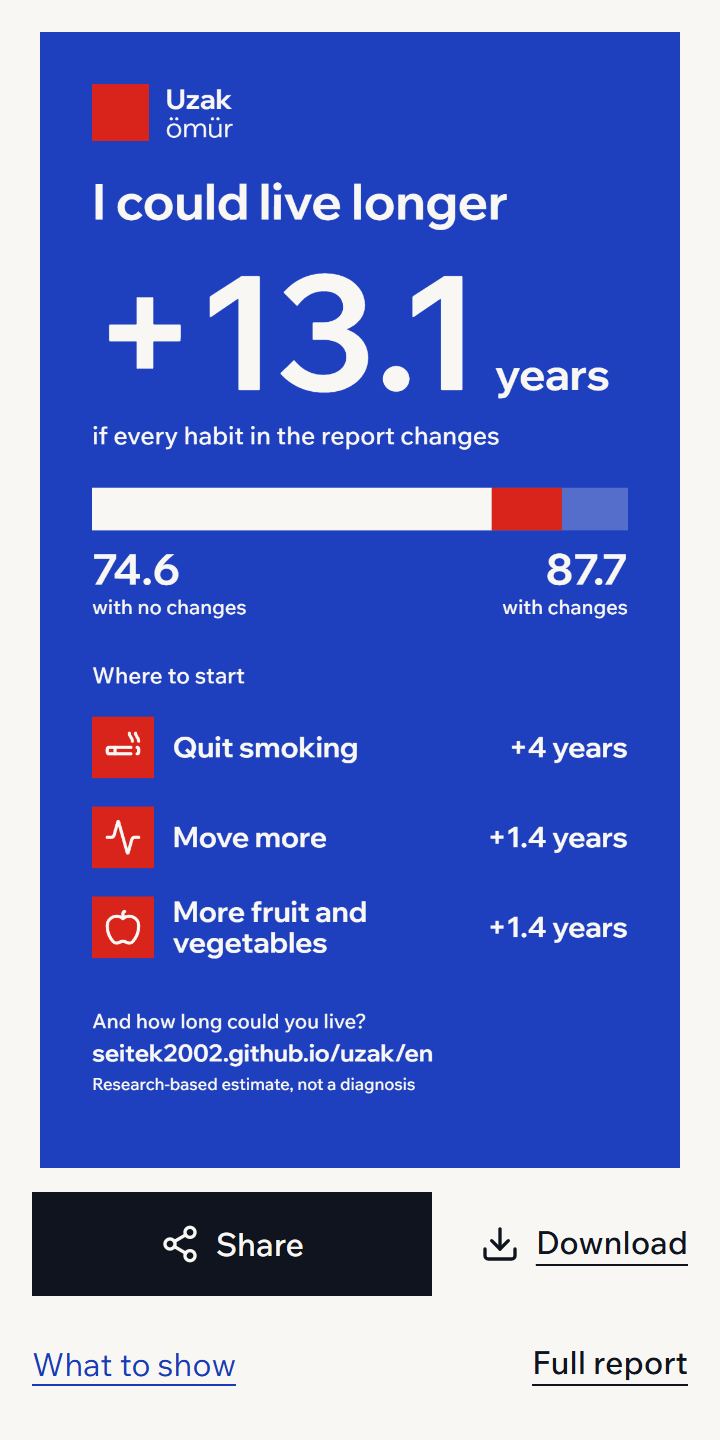 Uzak
ömür
I could live longer
+13.1 years
if every habit in the report changes
74.6
87.7
with no changes
with changes
Where to start
Quit smoking
+4 years
Move more
+1.4 years
More fruit and
vegetables
+1.4 years
And how long could you live?
seitek2002.github.io/uzak/en
Research-based estimate, not a diagnosis
Share
Download
What to show
Full report